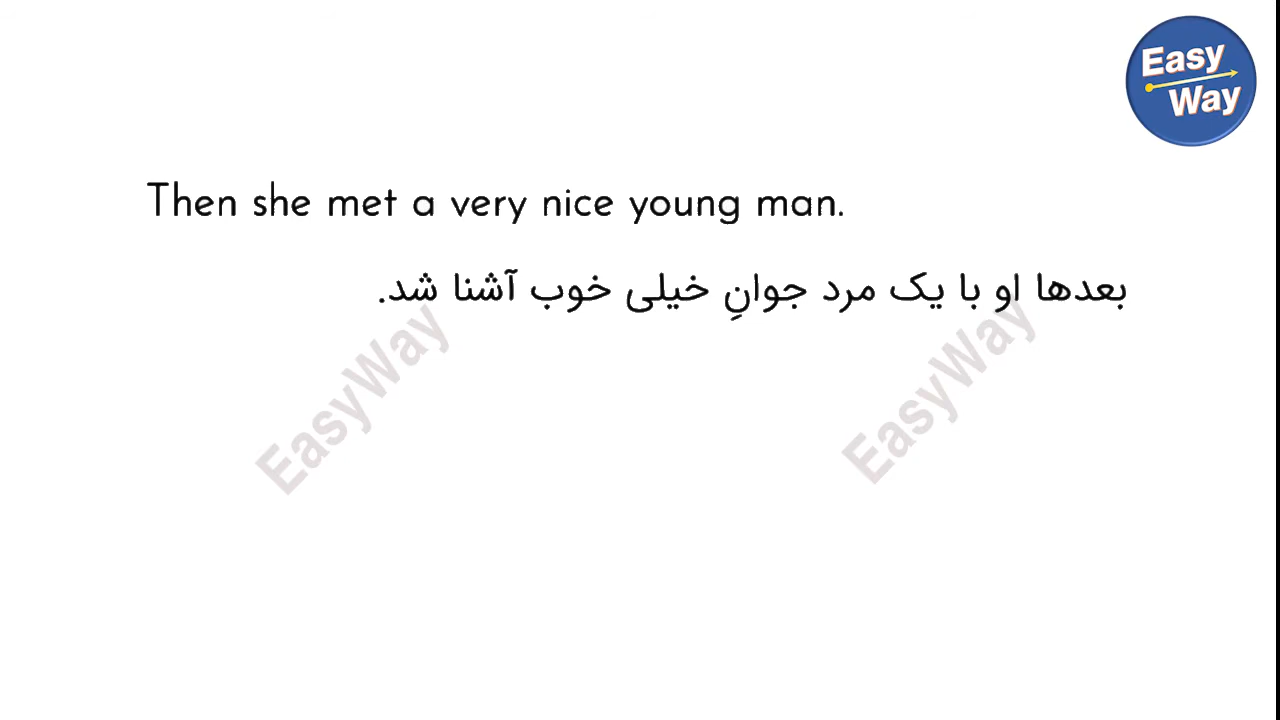 Easy
Way
Then she met a very nice young man.
بعدها او با یک مرد جوانِ خیلی خوب آشنا شد.
EasyWay
EasyWay